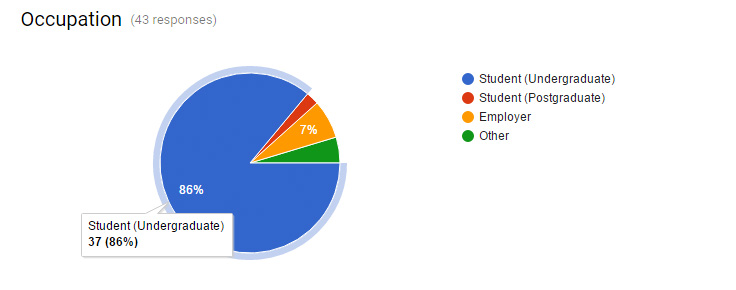 Occupation (43 responses)
Student (Undergraduate)
Student (Postgraduate)
Employer
Other
7%
86%
Student (Undergraduate)
37 (86%)